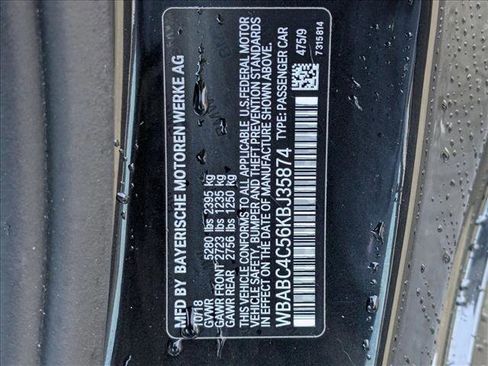 MFD BY BAYERISCHE MOTOREN WERKE AG
10/18
GVWR 5280 lbs 2395 kg
GAWR FRONT 2723 lbs 1235 kg
GAWR REAR 2756 lbs 1250 kg
THIS VEHICLE CONFORMS TO ALL APPLICABLE U.S.FEDERAL MOTOR
VEHICLE SAFETY, BUMPER AND THEFT PREVENTION STANDARDS
IN EFFECT ON THE DATE OF MANUFACTURE SHOWN ABOVE.
WBABC4C56KBJ35874 TYPE: PASSENGER CAR
475/9
7315814